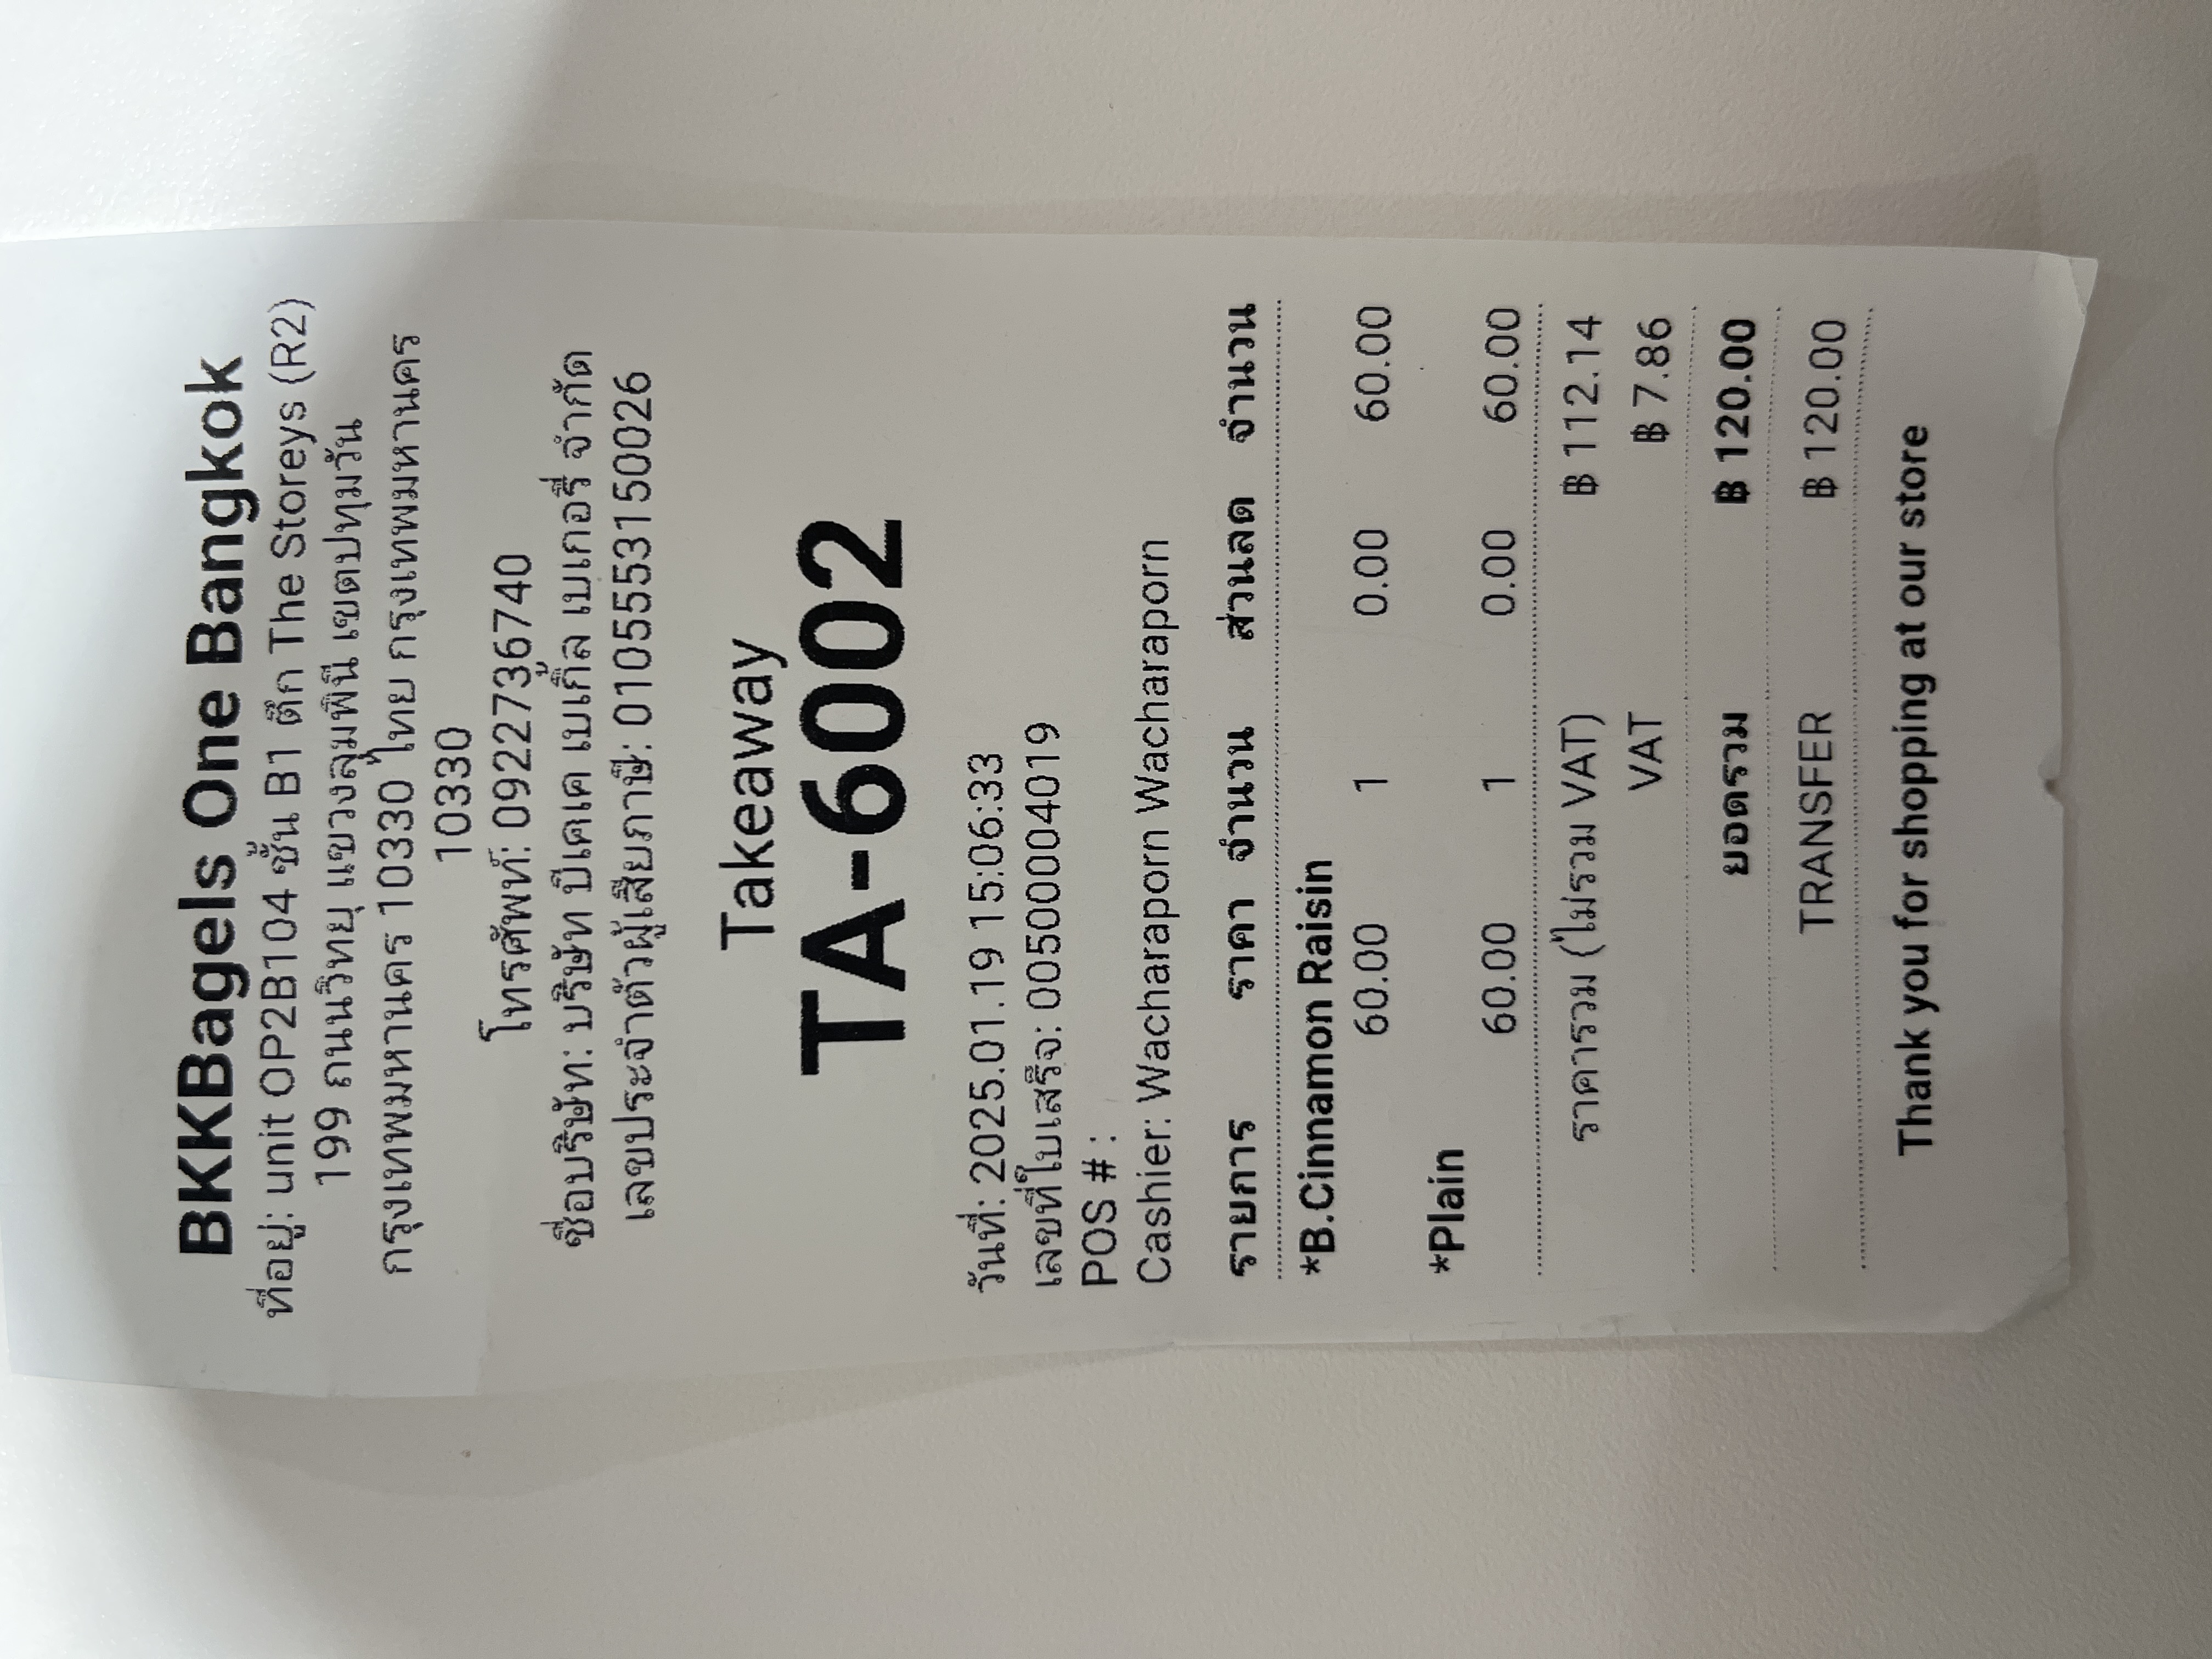 BKKBagels One Bangkok
ที่อยู่: unit OP2B104 ชั้น B1 ตึก The Storeys (R2)
199 ถนนวิทยุ แขวงลุมพินี เขตปทุมวัน
กรุงเทพมหานคร 10330 ไทย กรุงเทพมหานคร
10330
โทรศัพท์: 0922736740
ชื่อบริษัท: บริษัท บีเคเค เบเกิ้ล เบเกอรี่ จำกัด
เลขประจำตัวผู้เสียภาษี: 0105553150026
Takeaway
TA-6002
วันที่: 2025.01.19 15:06:33
เลขที่ใบเสร็จ: 00500004019
POS # :
Cashier: Wacharaporn Wacharaporn
รายการ ราคา จำนวน ส่วนลด จำนวน
*B.Cinnamon Raisin
60.00 1 0.00 60.00
*Plain
60.00 1 0.00 60.00
ราคารวม (ไม่รวม VAT) ฿ 112.14
VAT ฿ 7.86
ยอดรวม ฿ 120.00
TRANSFER ฿ 120.00
Thank you for shopping at our store